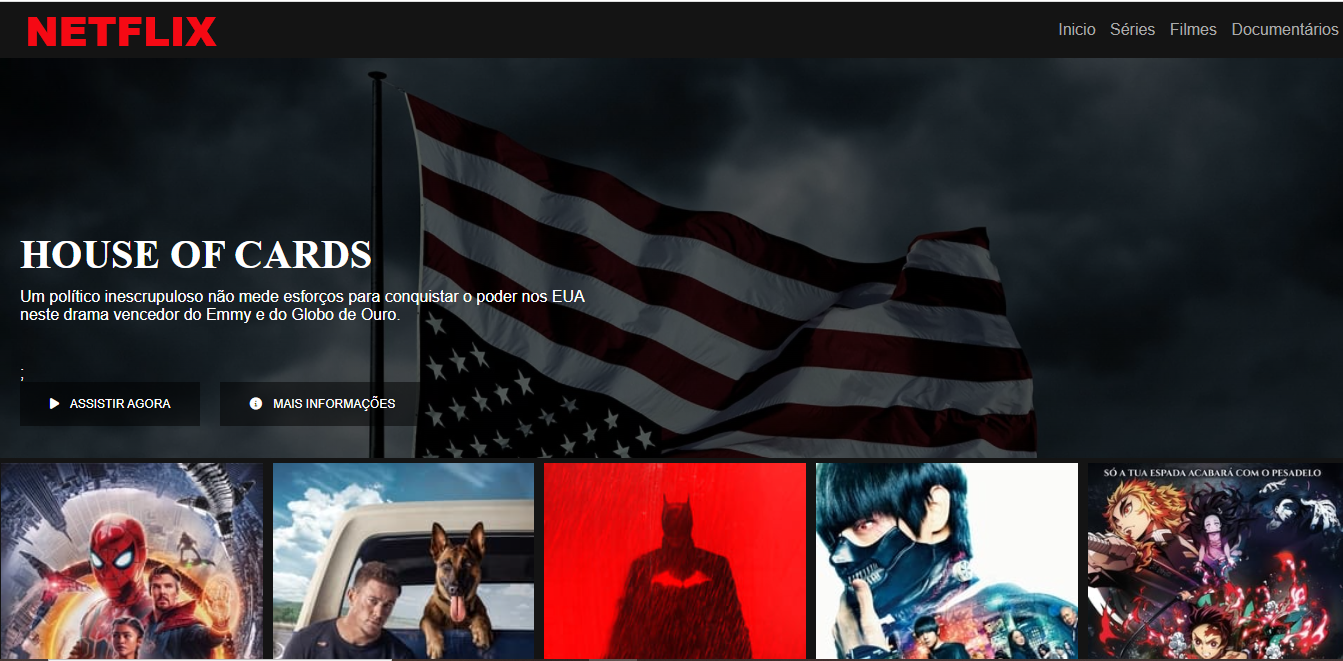 NETFLIX
Inicio Séries Filmes Documentários
HOUSE OF CARDS
Um político inescrupuloso não mede esforços para conquistar o poder nos EUA
neste drama vencedor do Emmy e do Globo de Ouro.
;
ASSISTIR AGORA MAIS INFORMAÇÕES
SÓ A TUA ESPADA ACABARÁ COM O PESADELO